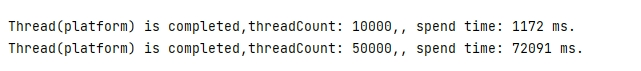 Thread(platform) is completed,threadCount: 10000,, spend time: 1172 ms.
Thread(platform) is completed,threadCount: 50000,, spend time: 72091 ms.